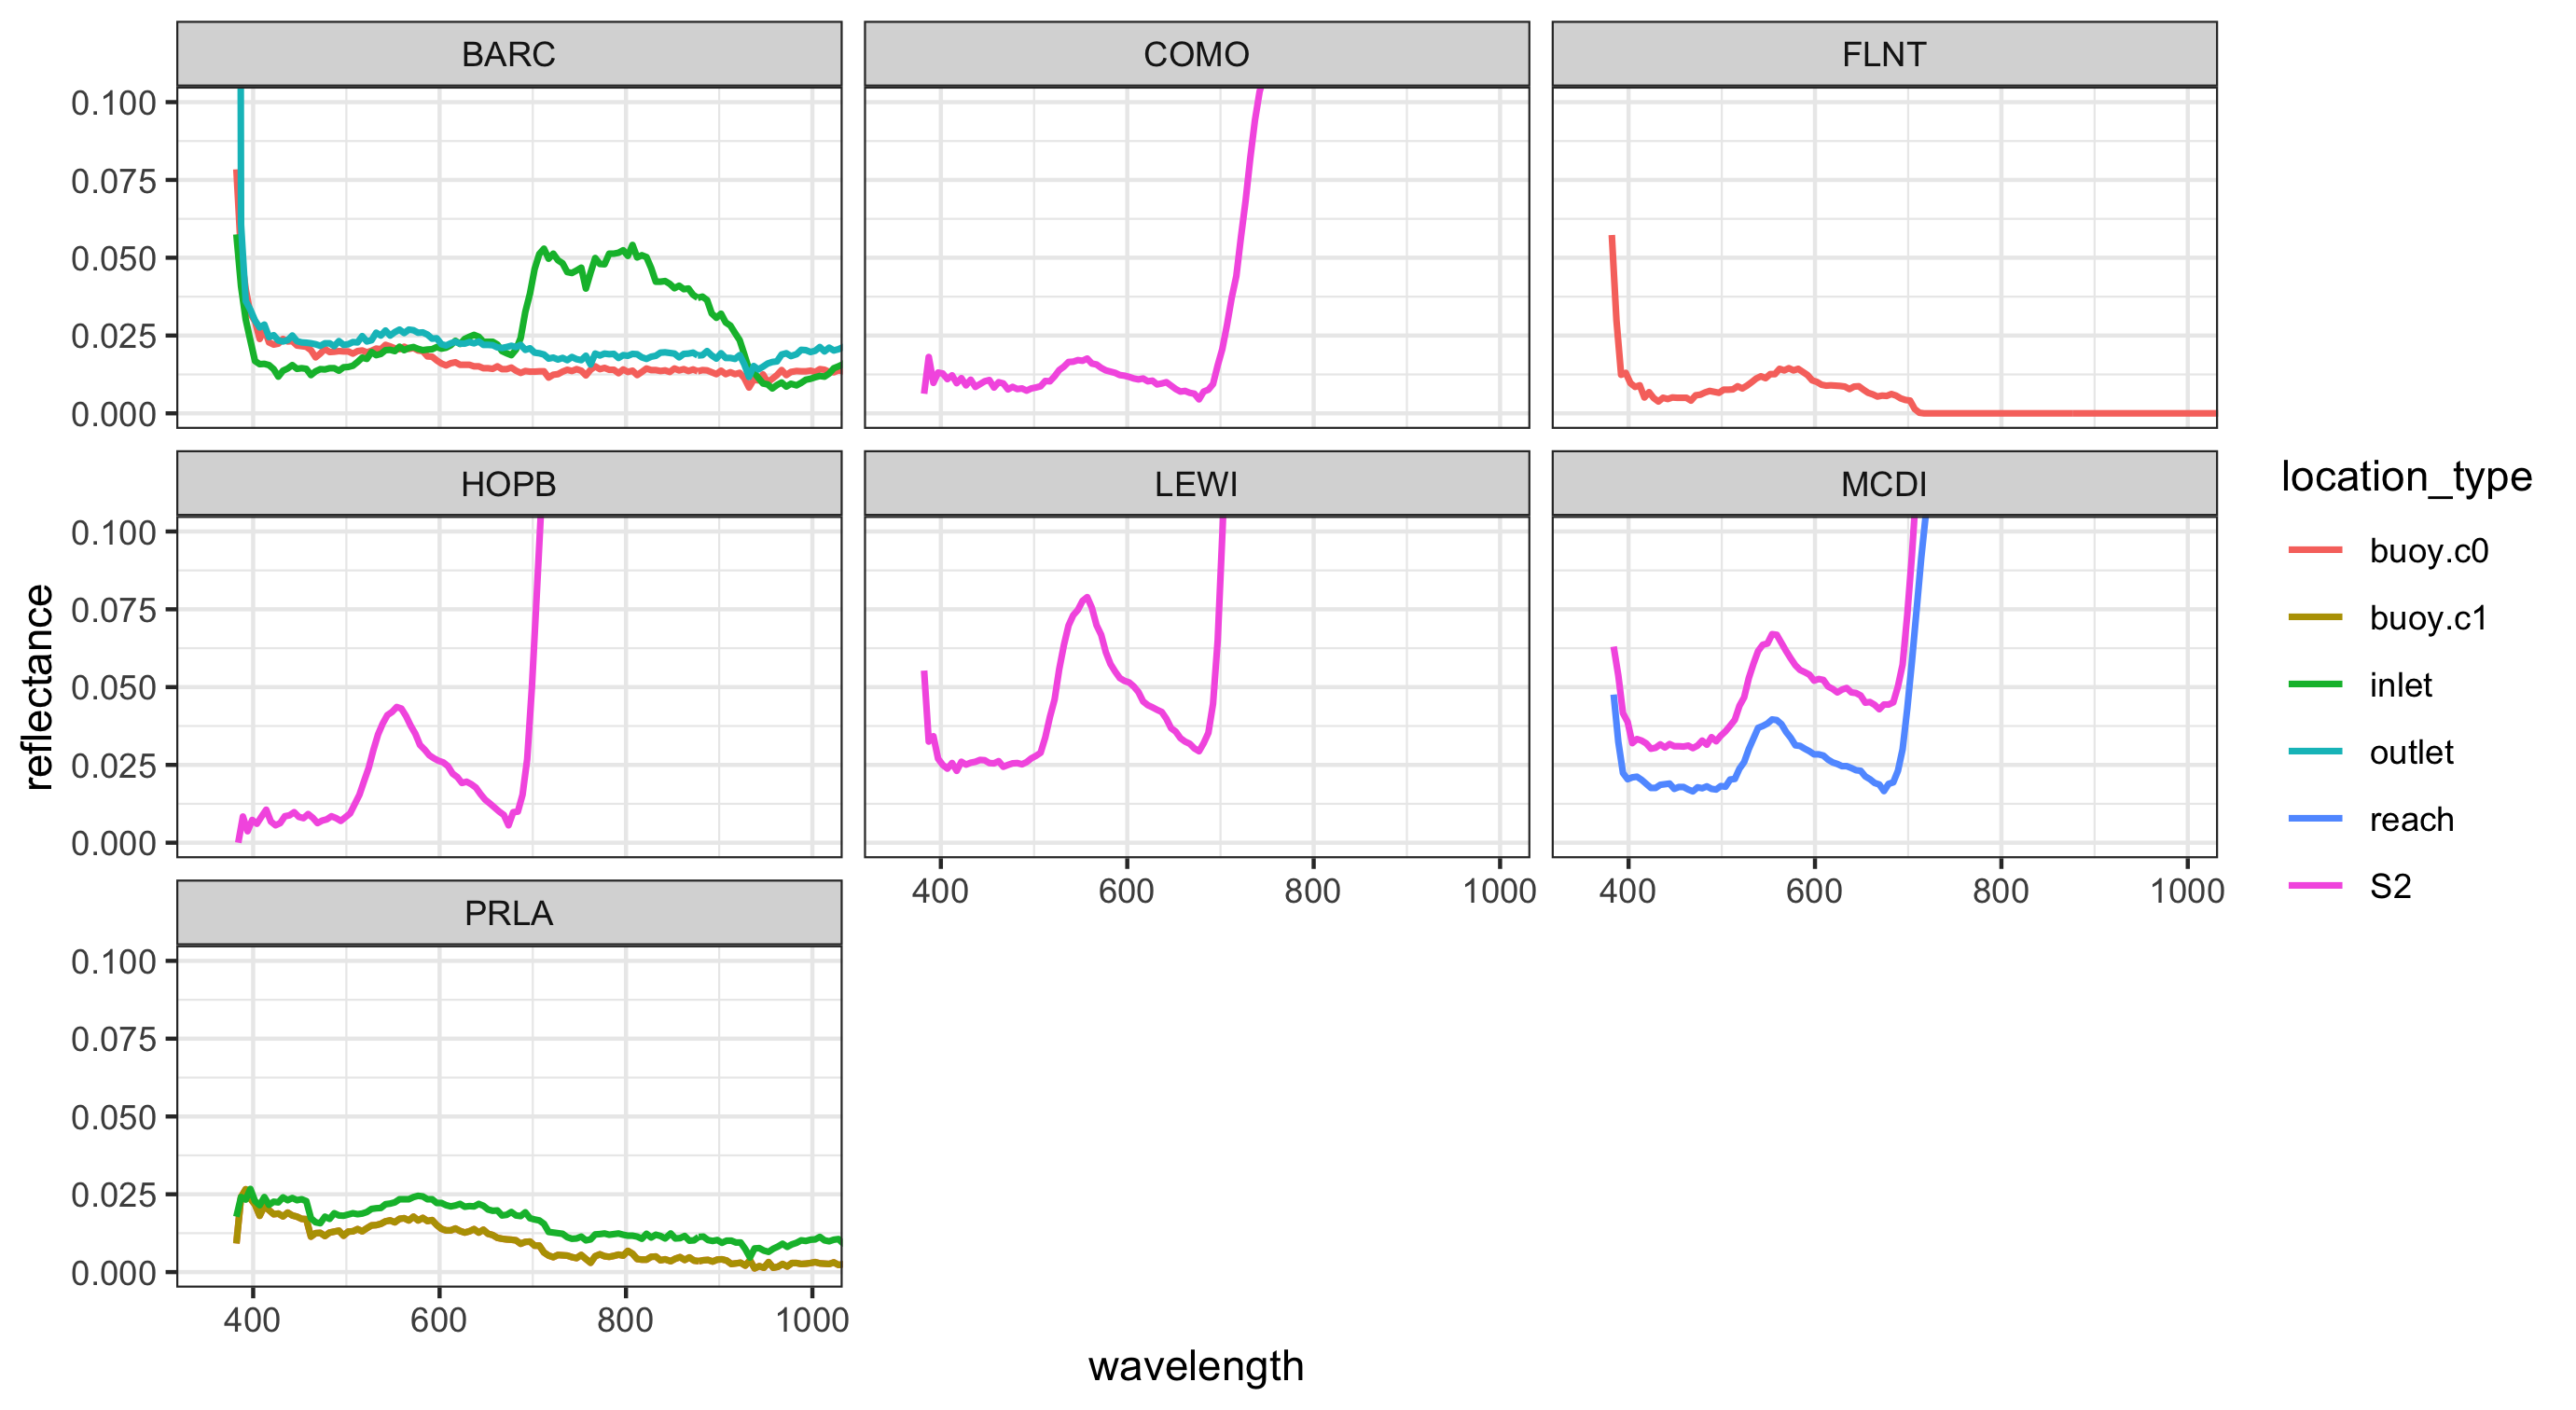 BARC COMO FLNT
0.100
0.075
0.050
0.025
0.000
HOPB LEWI MCDI
0.100
0.075
0.050
0.025
0.000
400 600 800 1000 400 600 800 1000
PRLA
0.100
0.075
0.050
0.025
0.000
400 600 800 1000
wavelength
reflectance
location_type
buoy.c0
buoy.c1
inlet
outlet
reach
S2